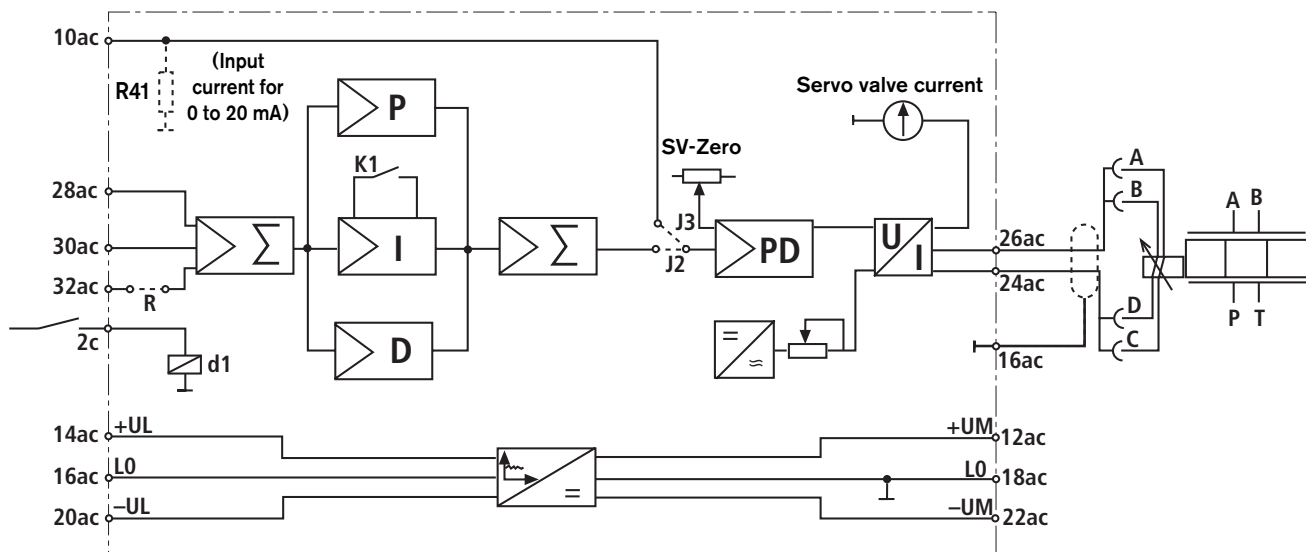 10ac
R41
(Input
current for
0 to 20 mA)
P
Servo valve current
SV-Zero
K1
28ac
30ac
32ac
R
2c
d1
Σ
I
D
Σ
J3
J2
PD
U
I
=
≈
26ac
24ac
16ac
A
B
D
C
A B
P T
14ac
+UL
16ac
L0
20ac
–UL
=
+UM
12ac
L0
18ac
–UM
22ac